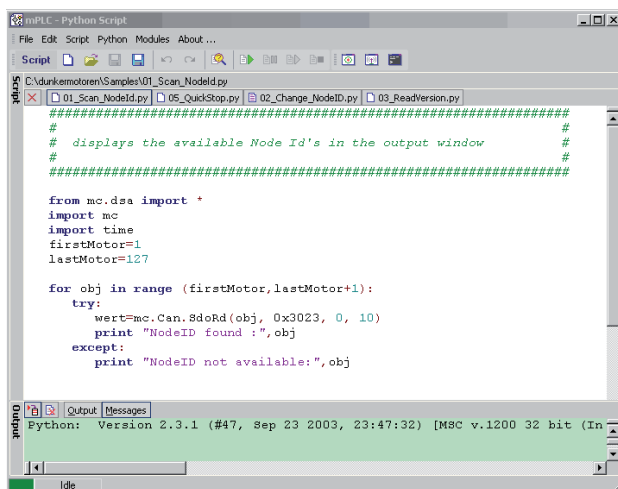 mPLC - Python Script
File Edit Script Python Modules About ...
Script
C:\dunkermotoren\Samples\01_Scan_NodeId.py
Script
01_Scan_NodeId.py 05_QuickStop.py 02_Change_NodeID.py 03_ReadVersion.py
###################################################################
# #
# displays the available Node Id's in the output window #
# #
###################################################################
from mc.dsa import *
import mc
import time
firstMotor=1
lastMotor=127
for obj in range (firstMotor,lastMotor+1):
try:
wert=mc.Can.SdoRd(obj, 0x3023, 0, 10)
print "NodeID found :",obj
except:
print "NodeID not available:",obj
Output
Output Messages
Python: Version 2.3.1 (#47, Sep 23 2003, 23:47:32) [MSC v.1200 32 bit (In
Idle